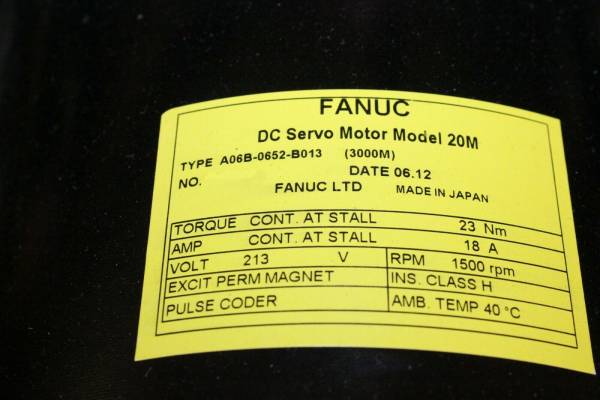 FANUC
DC Servo Motor Model 20M
TYPE A06B-0652-B013 (3000M)
NO. DATE 06.12
FANUC LTD MADE IN JAPAN
TORQUE CONT. AT STALL 23 Nm
AMP CONT. AT STALL 18 A
VOLT 213 V RPM 1500 rpm
EXCIT PERM MAGNET INS. CLASS H
PULSE CODER AMB. TEMP 40 °C